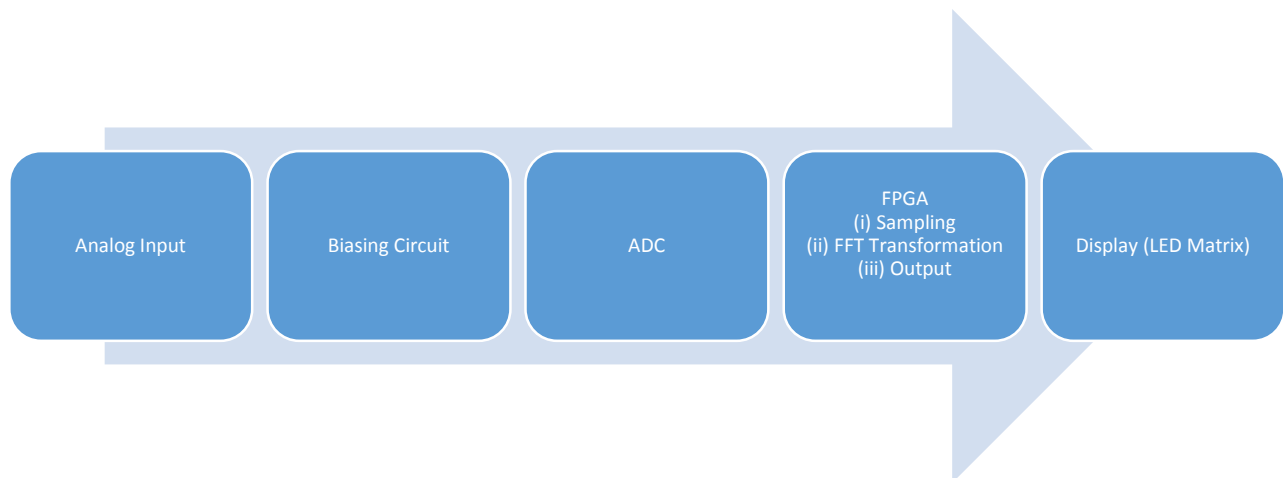 Analog Input
Biasing Circuit
ADC
FPGA
(i) Sampling
(ii) FFT Transformation
(iii) Output
Display (LED Matrix)